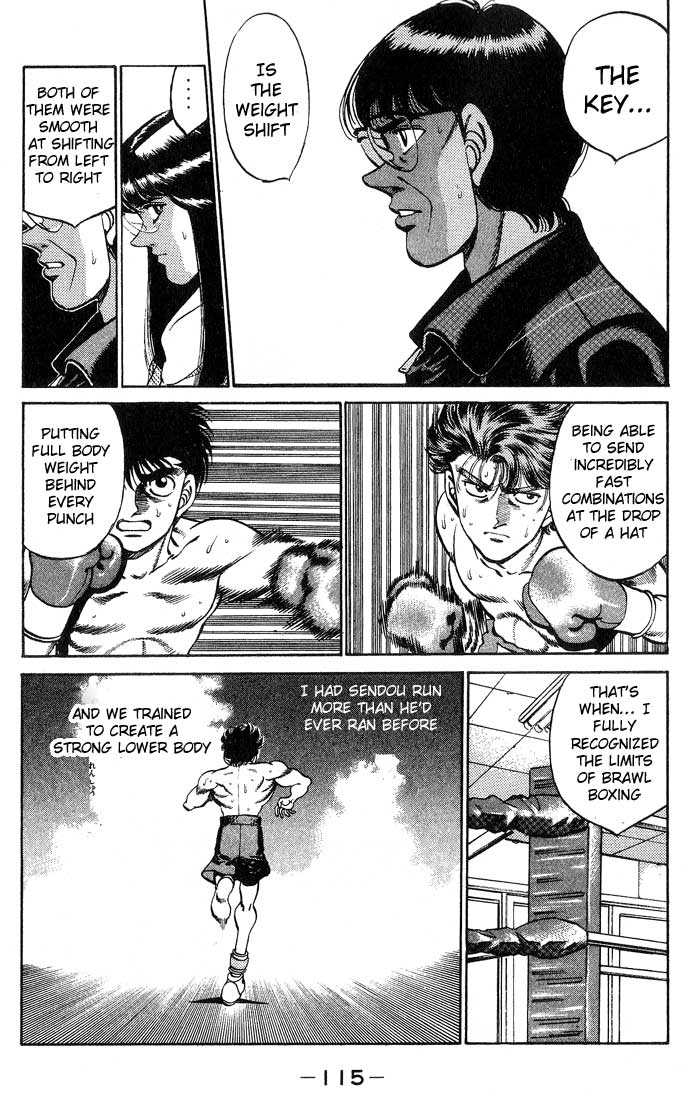 THE
KEY...
IS
THE
WEIGHT
SHIFT
....
BOTH OF
THEM WERE
SMOOTH
AT SHIFTING
FROM LEFT
TO RIGHT
BEING ABLE
TO SEND
INCREDIBLY
FAST
COMBINATIONS
AT THE DROP
OF A HAT
PUTTING
FULL BODY
WEIGHT
BEHIND
EVERY
PUNCH
THAT'S
WHEN... I
FULLY
RECOGNIZED
THE LIMITS
OF BRAWL
BOXING
I HAD SENDOU RUN
MORE THAN HE'D
EVER RAN BEFORE
AND WE TRAINED
TO CREATE A
STRONG LOWER BODY
-115-